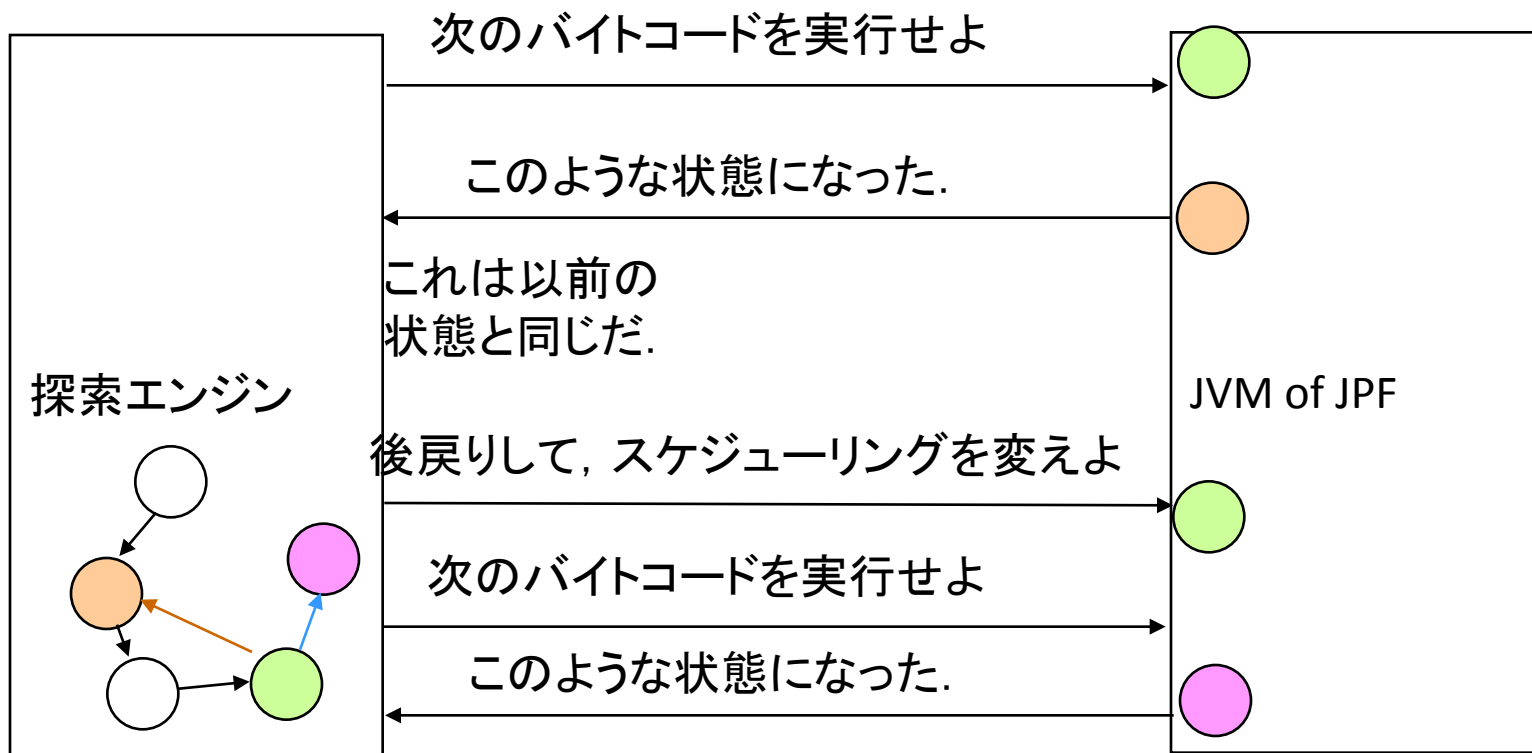 次のバイトコードを実行せよ
このような状態になった.
これは以前の
状態と同じだ.
探索エンジン
JVM of JPF
後戻りして, スケジューリングを変えよ
次のバイトコードを実行せよ
このような状態になった.